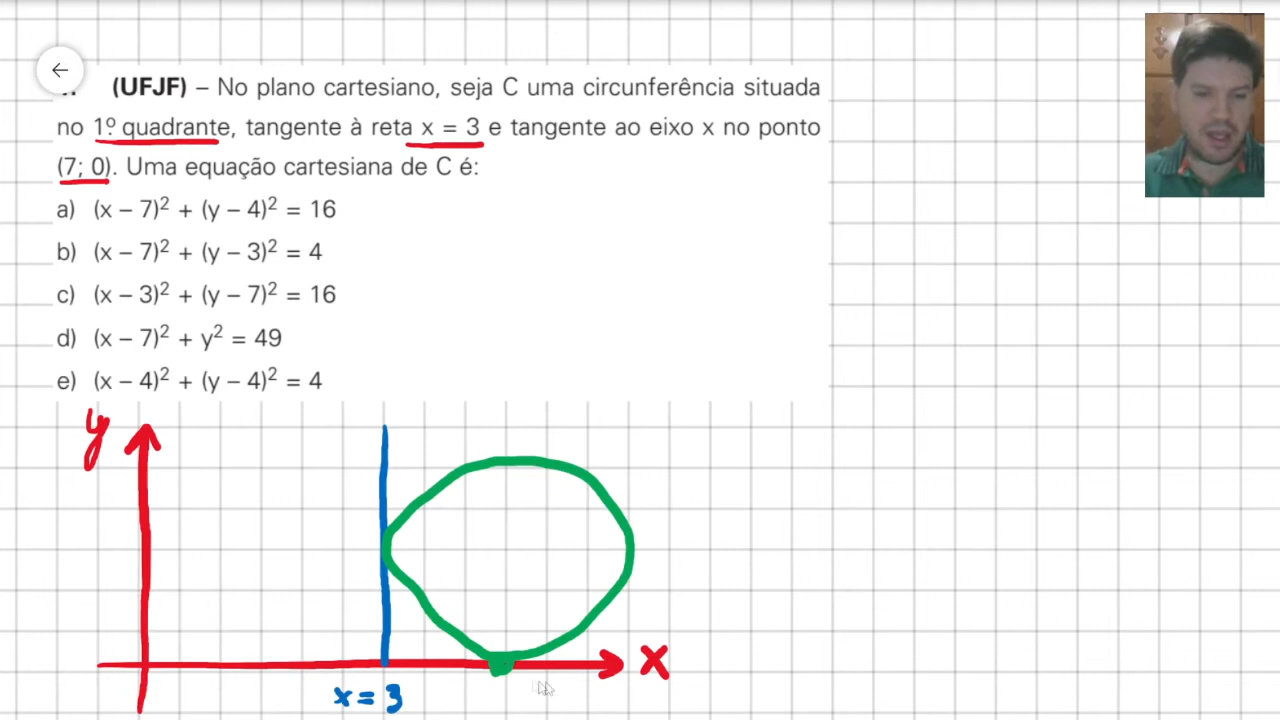 (UFJF) – No plano cartesiano, seja C uma circunferência situada
no 1º quadrante, tangente à reta x = 3 e tangente ao eixo x no ponto
(7; 0). Uma equação cartesiana de C é:
a) (x – 7)² + (y – 4)² = 16
b) (x – 7)² + (y – 3)² = 4
c) (x – 3)² + (y – 7)² = 16
d) (x – 7)² + y² = 49
e) (x – 4)² + (y – 4)² = 4
y
x
x = 3